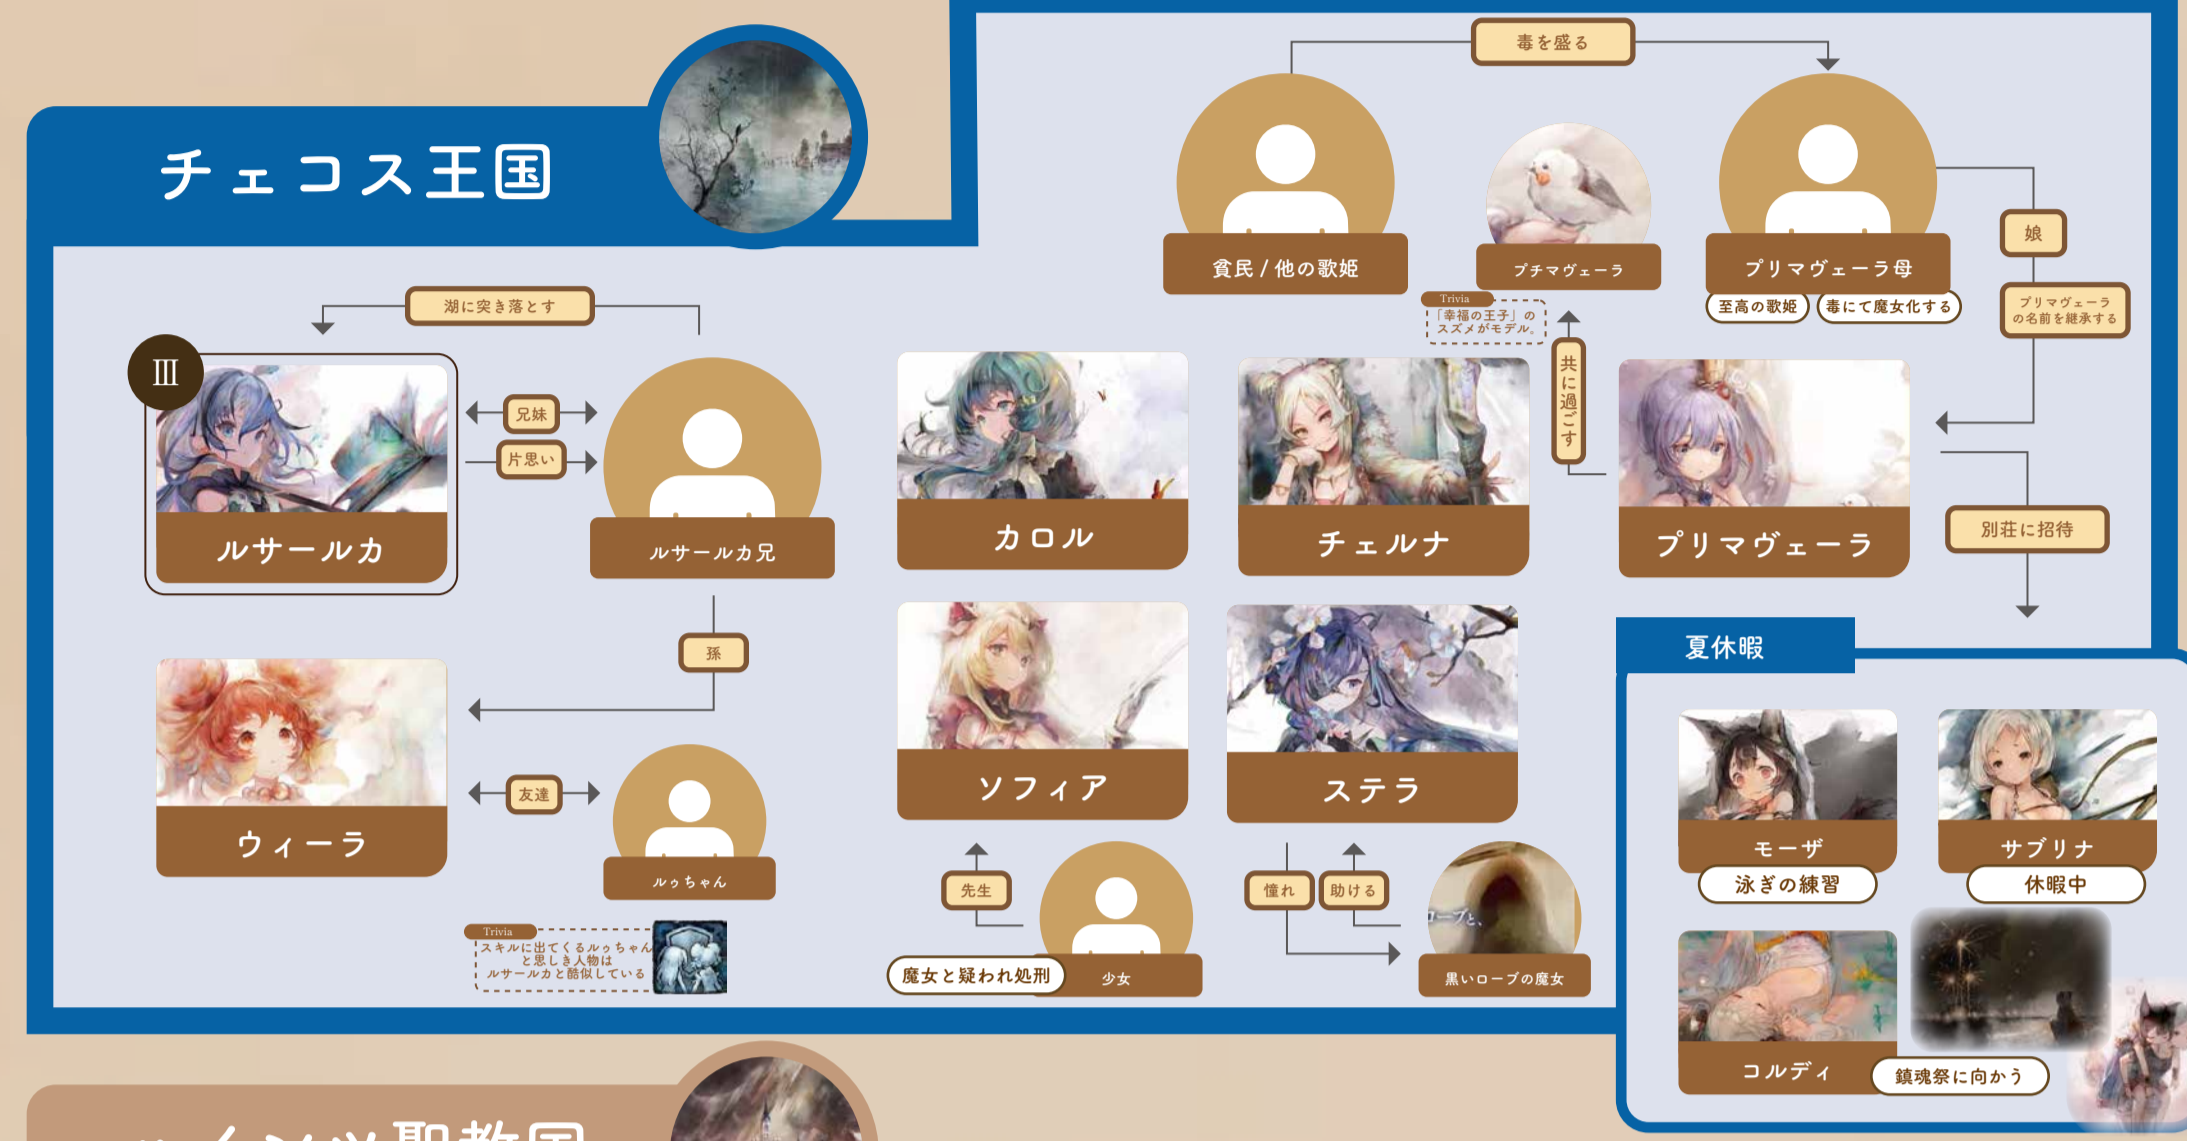 チェコス王国
毒を盛る
貧民 / 他の歌姫
プチマヴェーラ
プリマヴェーラ母
至高の歌姫
毒にて魔女化する
娘
プリマヴェーラ
の名前を継承する
Trivia
「幸福の王子」の
スズメがモデル。
共に過ごす
湖に突き落とす
III
兄妹
片思い
ルサールカ
ルサールカ兄
カロル
チェルナ
プリマヴェーラ
別荘に招待
孫
ウィーラ
友達
ルゥちゃん
Trivia
スキルに出てくるルゥちゃん
と思しき人物は
ルサールカと酷似している
ソフィア
ステラ
先生
魔女と疑われ処刑
少女
憧れ
助ける
ローブと、
黒いローブの魔女
夏休暇
モーザ
泳ぎの練習
サブリナ
休暇中
コルディ
鎮魂祭に向かう